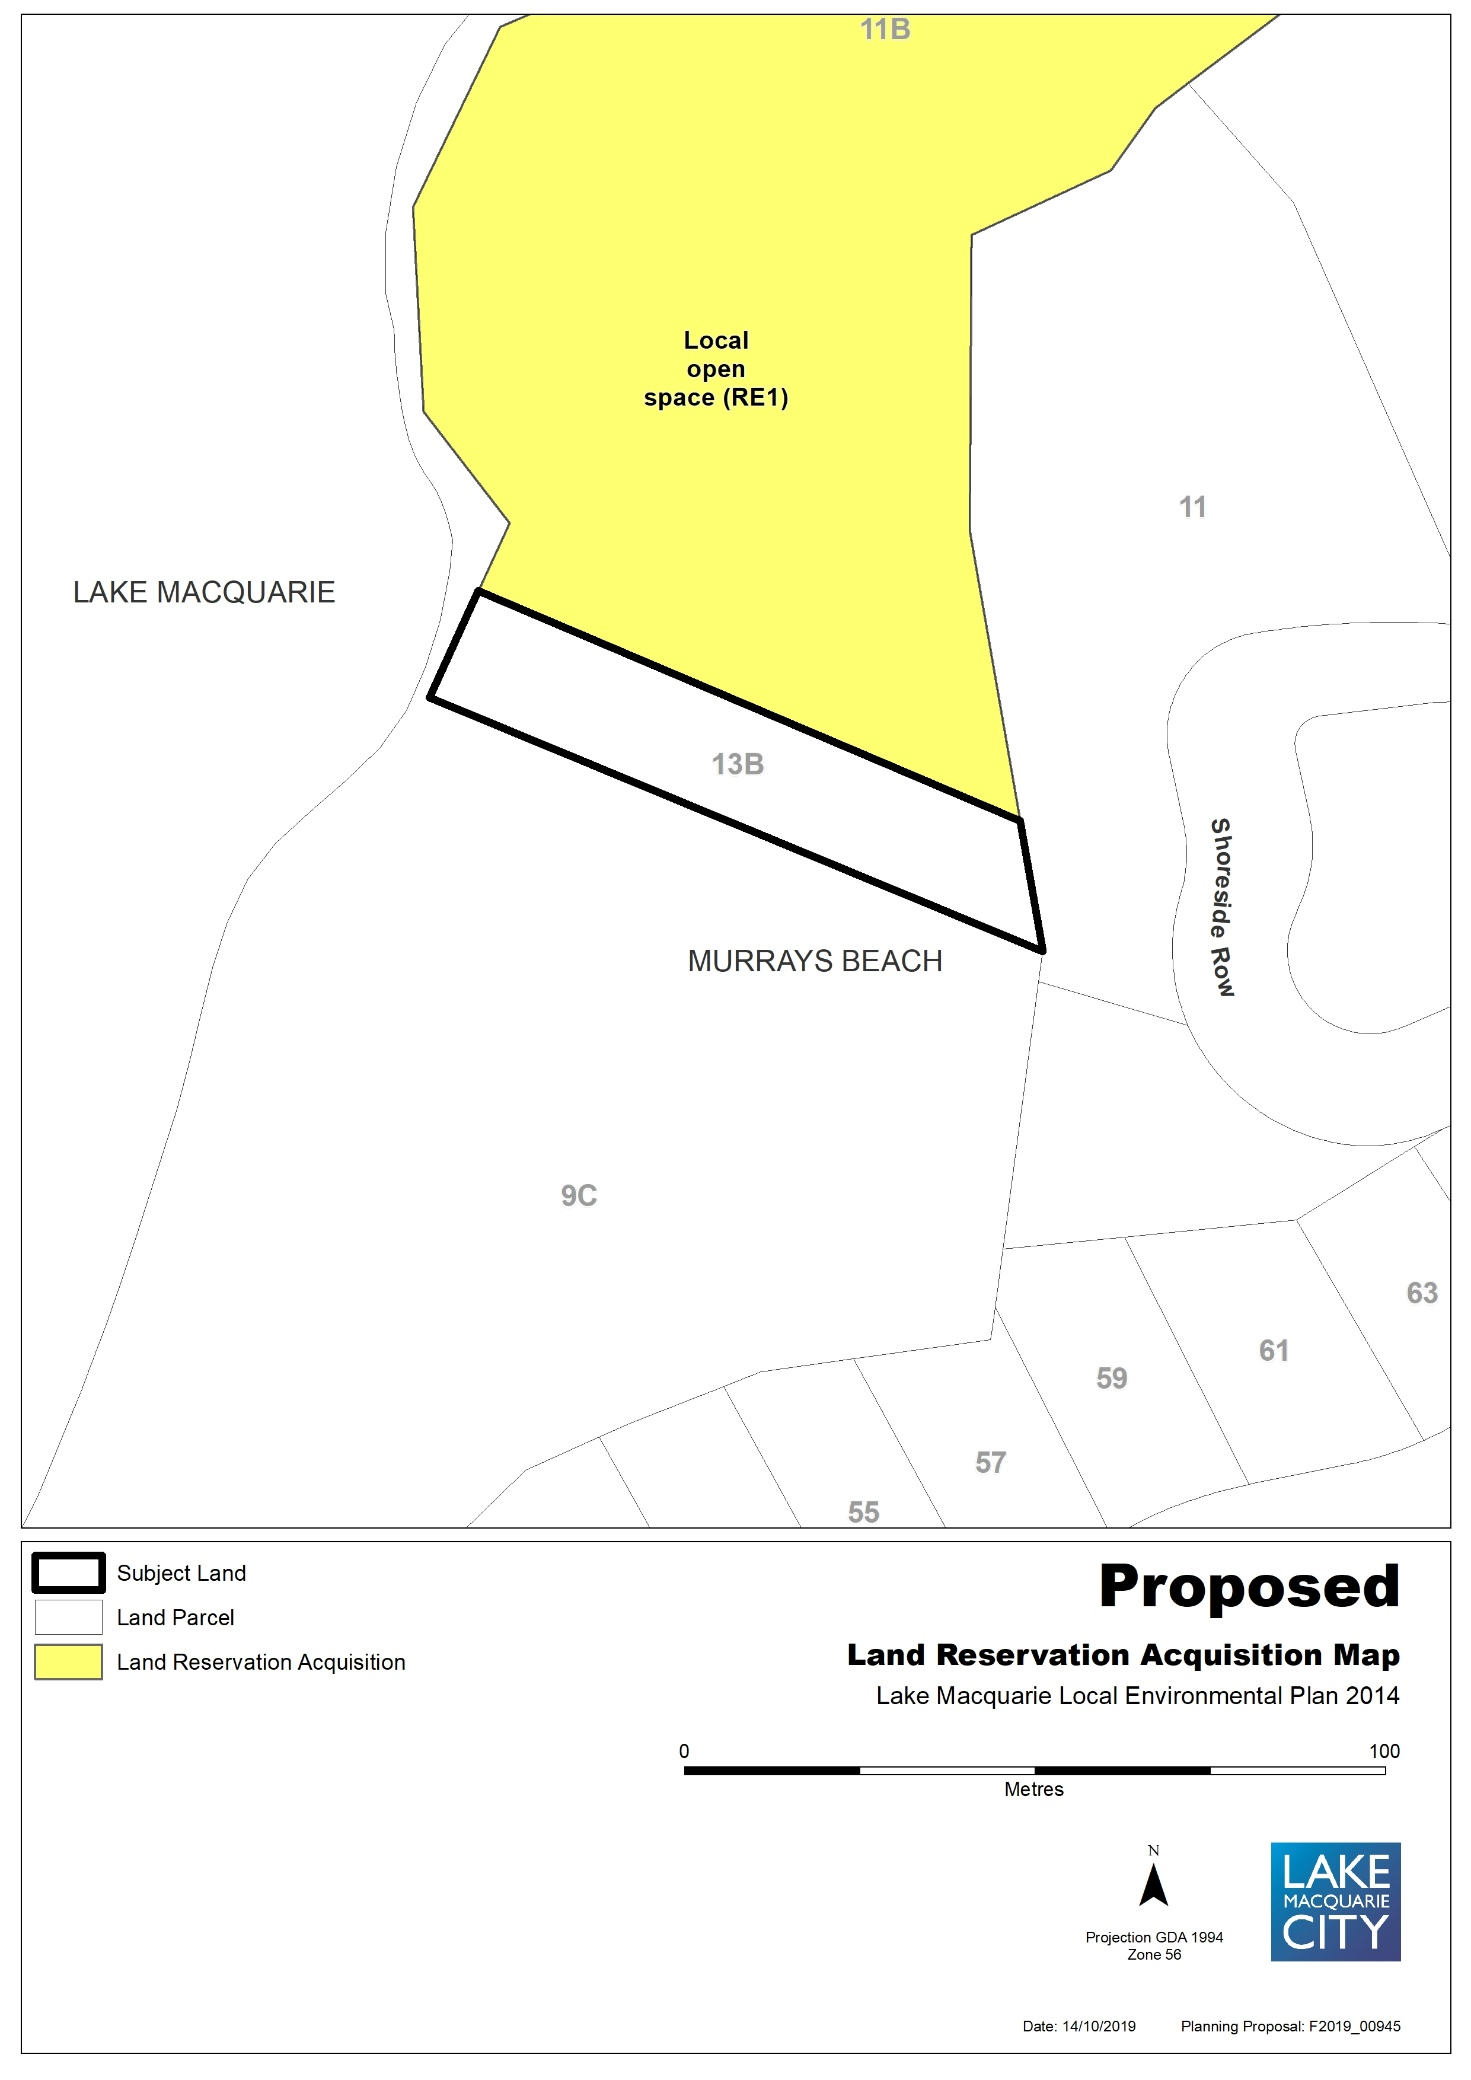 11B
Local
open
space (RE1)
11
LAKE MACQUARIE
13B
Shoreside Row
MURRAYS BEACH
9C
63
61
59
57
55
Subject Land
Land Parcel
Land Reservation Acquisition
Proposed
Land Reservation Acquisition Map
Lake Macquarie Local Environmental Plan 2014
0 100
Metres
N
Projection GDA 1994
Zone 56
LAKE
MACQUARIE
CITY
Date: 14/10/2019 Planning Proposal: F2019_00945